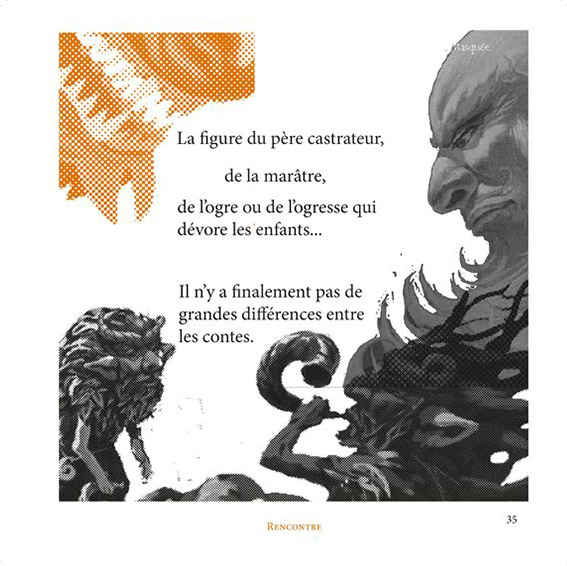 Masquée
La figure du père castrateur,
de la marâtre,
de l'ogre ou de l'ogresse qui
dévore les enfants...
Il n'y a finalement pas de
grandes différences entre
les contes.
35
RENCONTRE